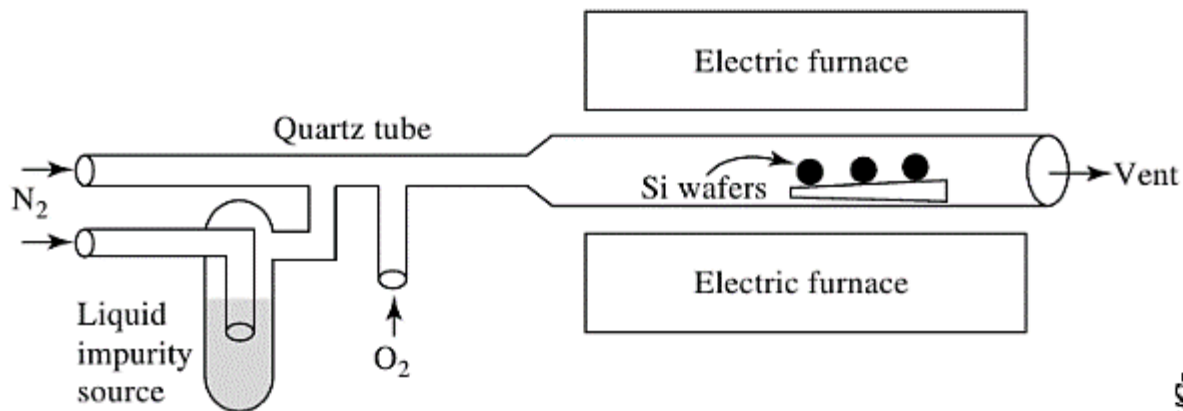 Electric furnace
Quartz tube
N₂
Si wafers
Vent
Electric furnace
Liquid
impurity
source
O₂